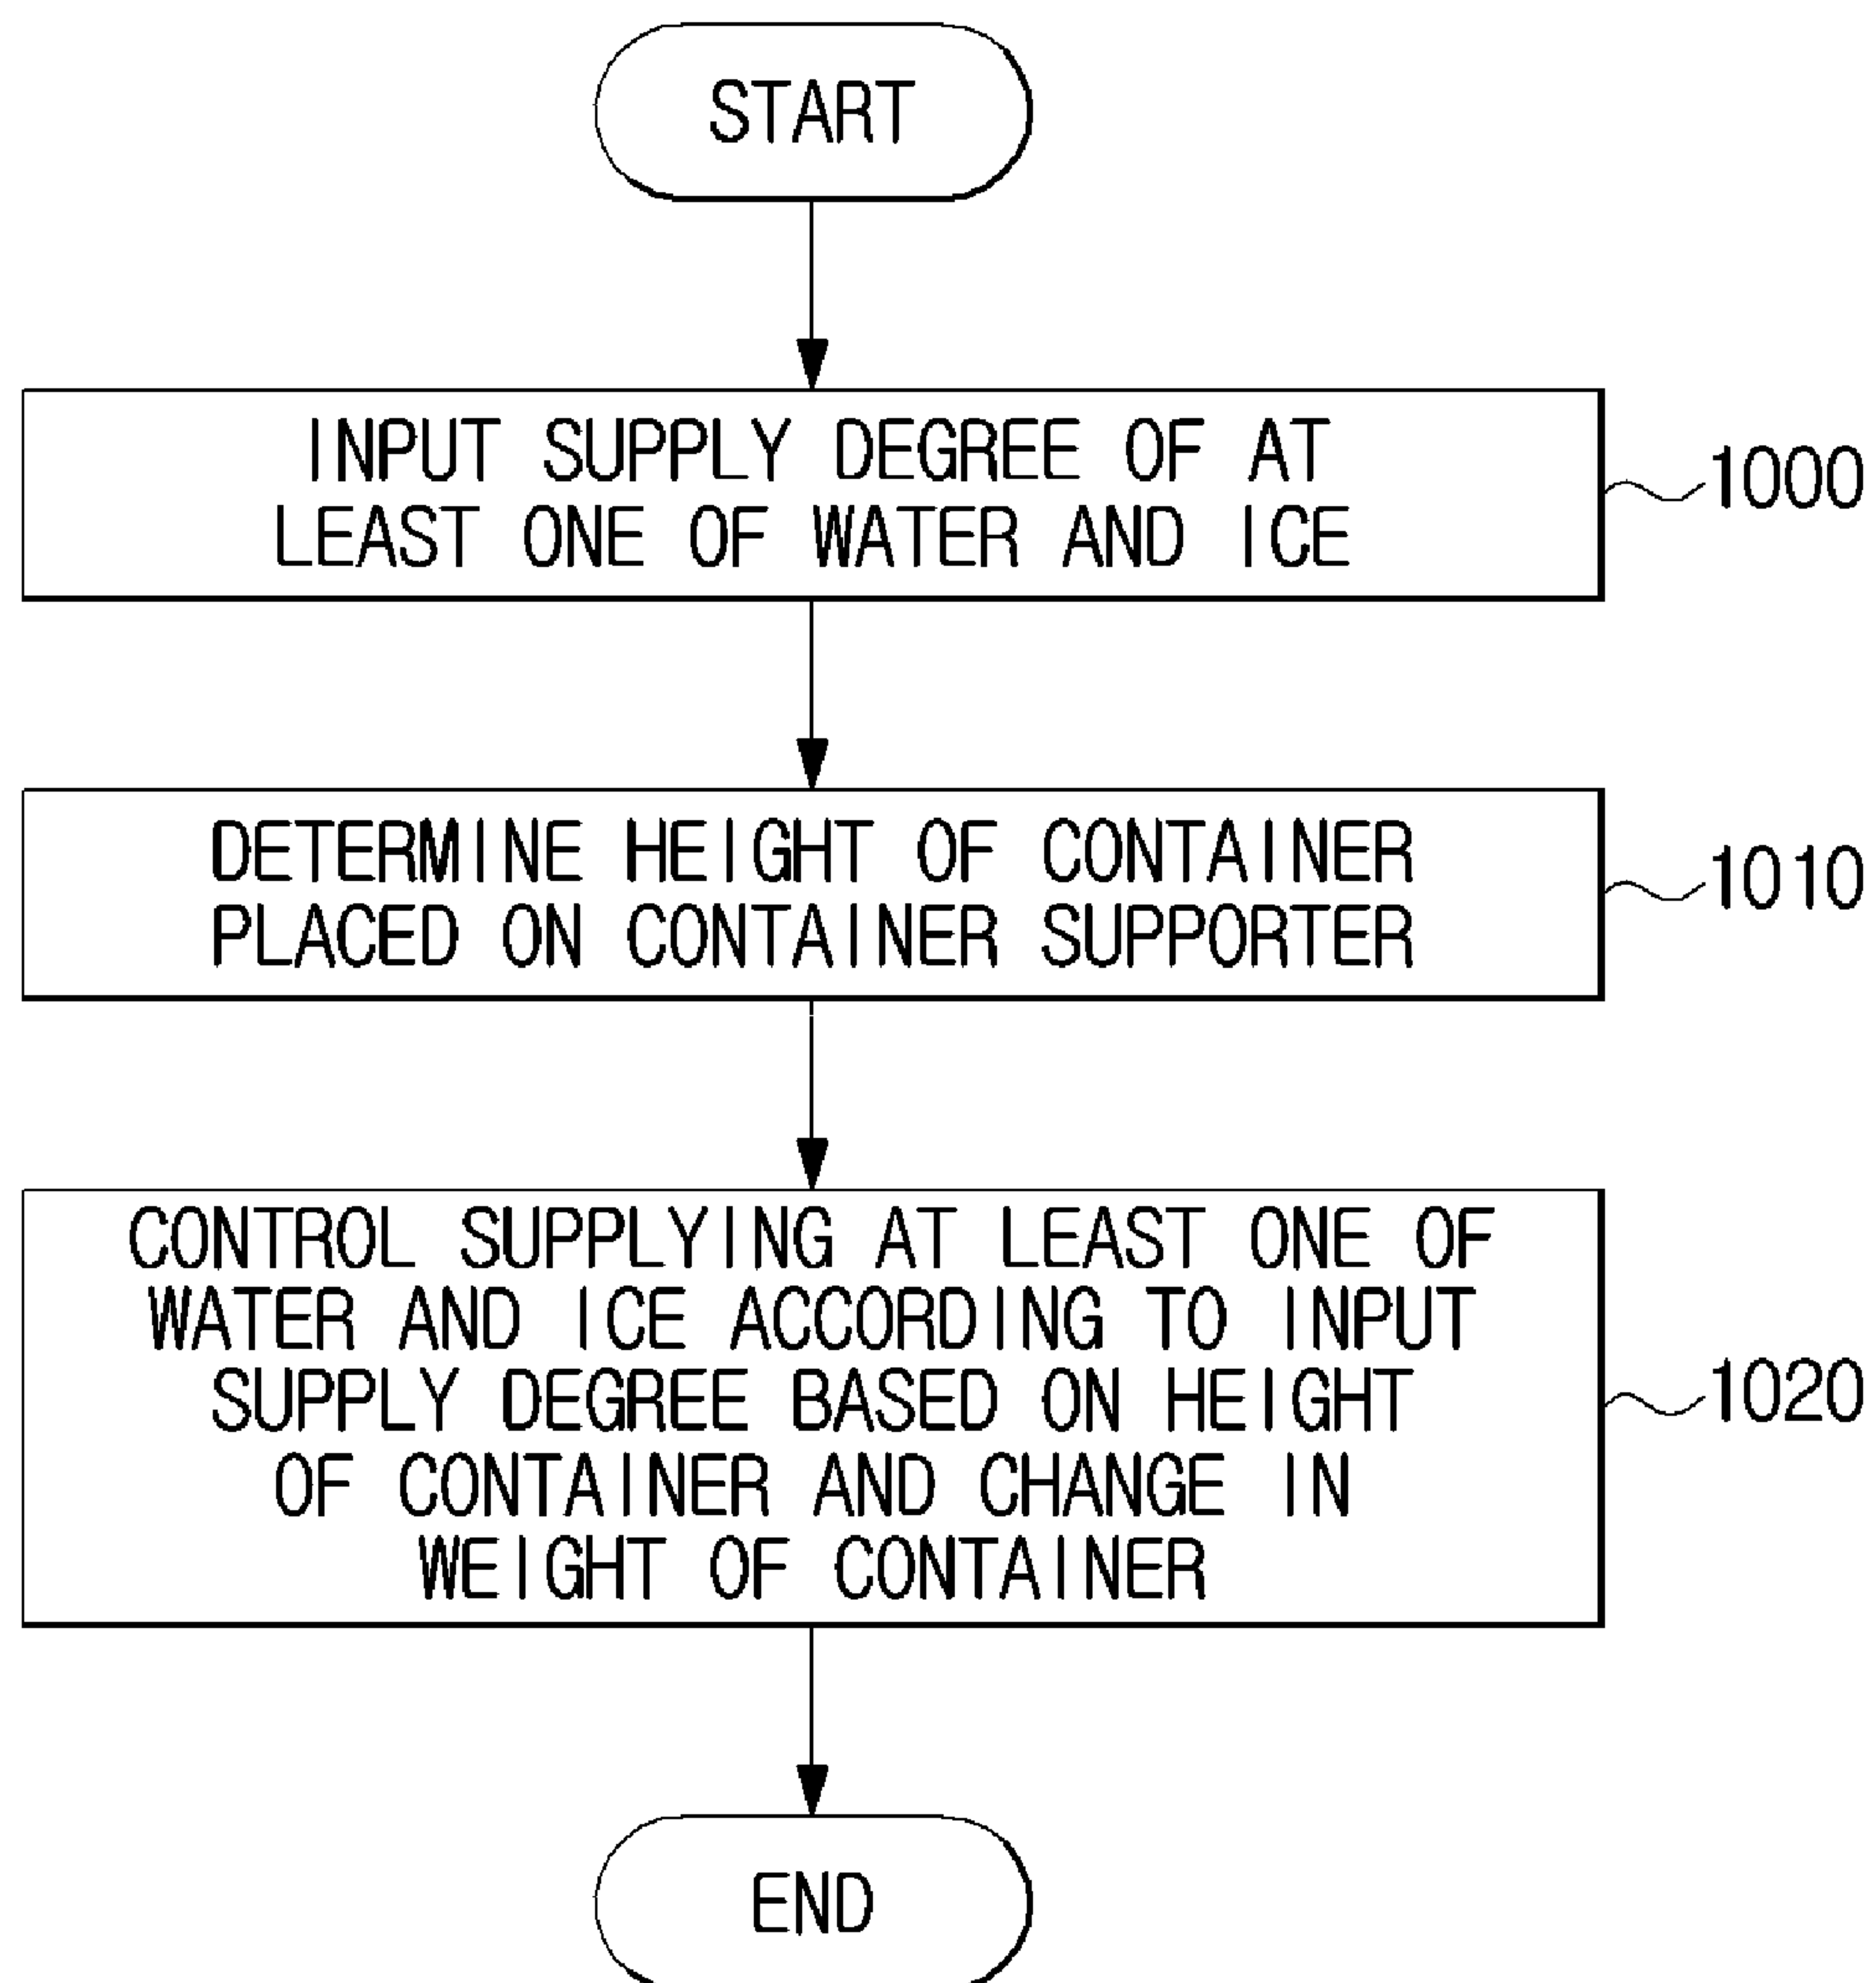 START
INPUT SUPPLY DEGREE OF AT
LEAST ONE OF WATER AND ICE
1000
DETERMINE HEIGHT OF CONTAINER
PLACED ON CONTAINER SUPPORTER
1010
CONTROL SUPPLYING AT LEAST ONE OF
WATER AND ICE ACCORDING TO INPUT
SUPPLY DEGREE BASED ON HEIGHT
OF CONTAINER AND CHANGE IN
WEIGHT OF CONTAINER
1020
END